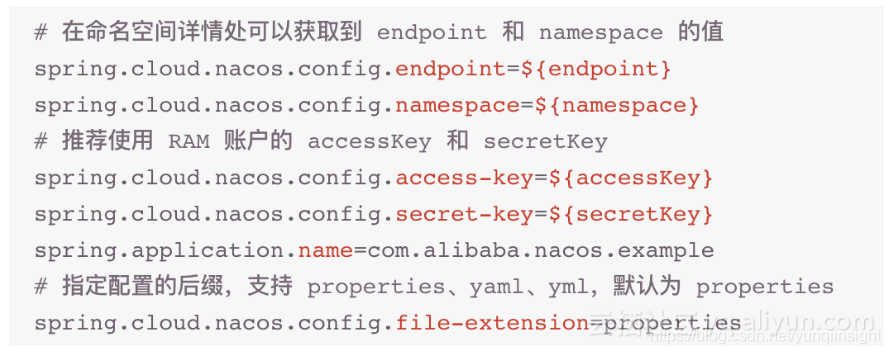 # 在命名空间详情处可以获取到 endpoint 和 namespace 的值
spring.cloud.nacos.config.endpoint=${endpoint}
spring.cloud.nacos.config.namespace=${namespace}
# 推荐使用 RAM 账户的 accessKey 和 secretKey
spring.cloud.nacos.config.access-key=${accessKey}
spring.cloud.nacos.config.secret-key=${secretKey}
spring.application.name=com.alibaba.nacos.example
# 指定配置的后缀，支持 properties、yaml、yml，默认为 properties
spring.cloud.nacos.config.file-extension=properties
https://blog.csdn.net/yunqiinsight